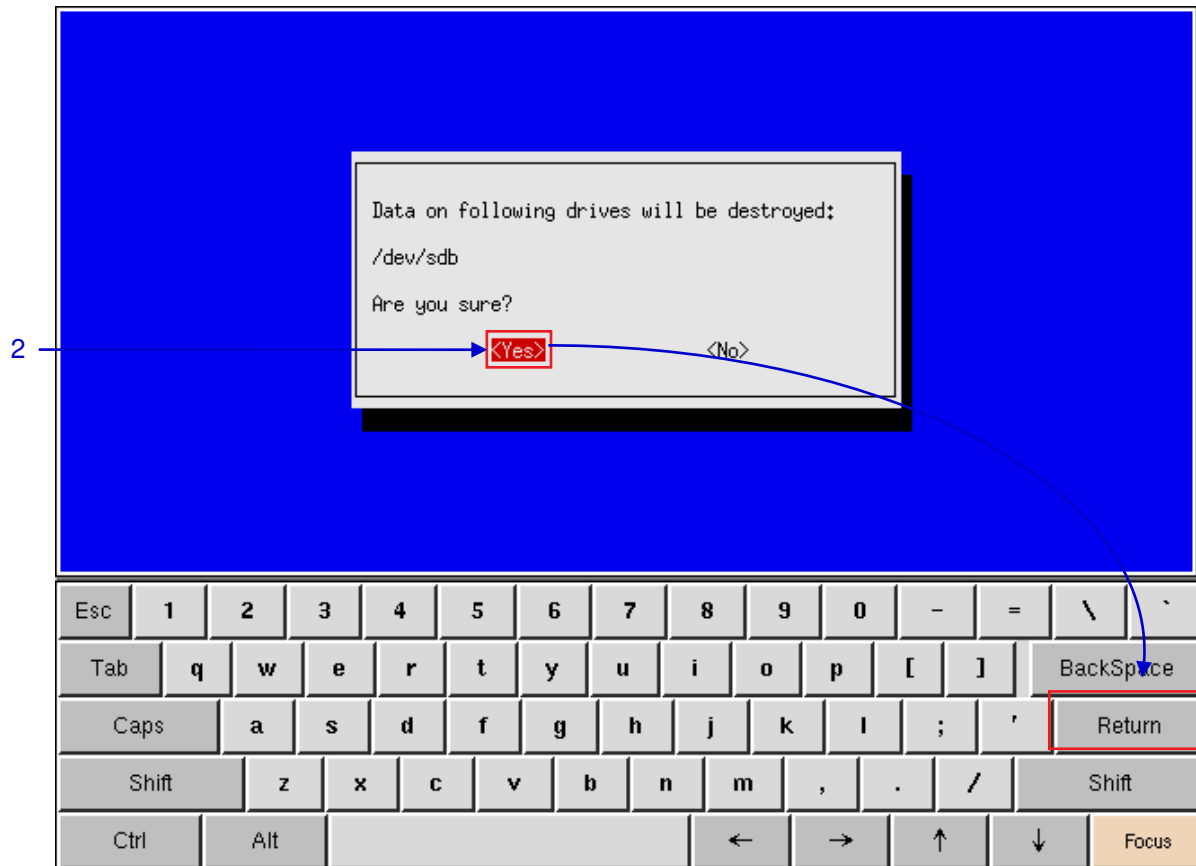 Data on following drives will be destroyed:
/dev/sdb
Are you sure?
2 <Yes> <No>
Esc 1 2 3 4 5 6 7 8 9 0 - = \ `
Tab q w e r t y u i o p [ ] BackSpace
Caps a s d f g h j k l ; ' Return
Shift z x c v b n m , . / Shift
Ctrl Alt ← → ↑ ↓ Focus